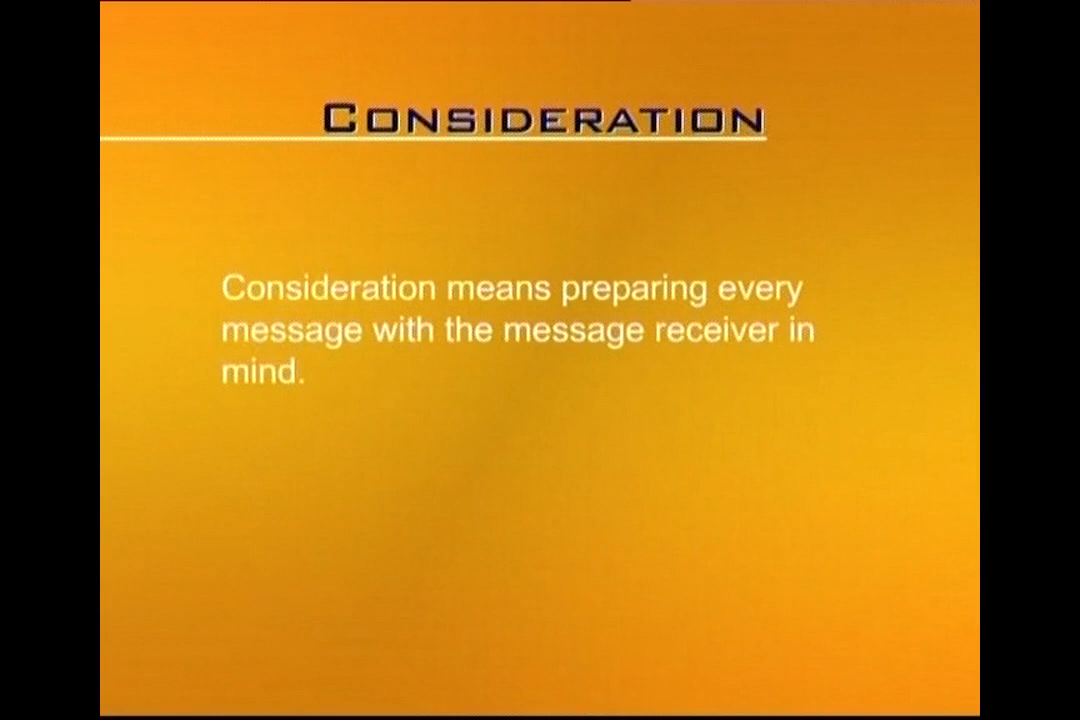 CONSIDERATION
Consideration means preparing every
message with the message receiver in
mind.